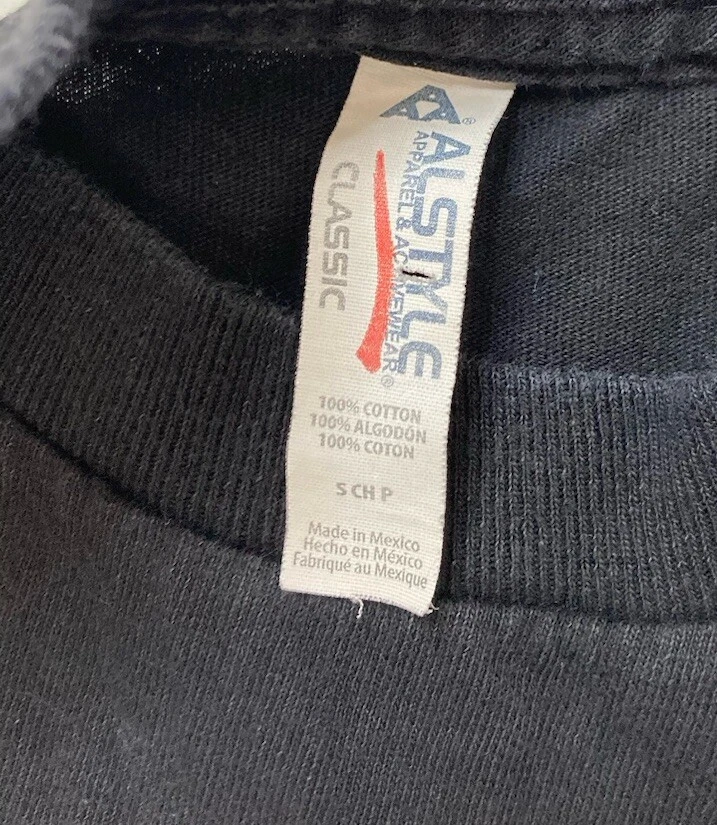 ALSTYLE®
APPAREL & ACTIVEWEAR®
CLASSIC
100% COTTON
100% ALGODÓN
100% COTON
S CH P
Made in Mexico
Hecho en México
Fabriqué au Mexique